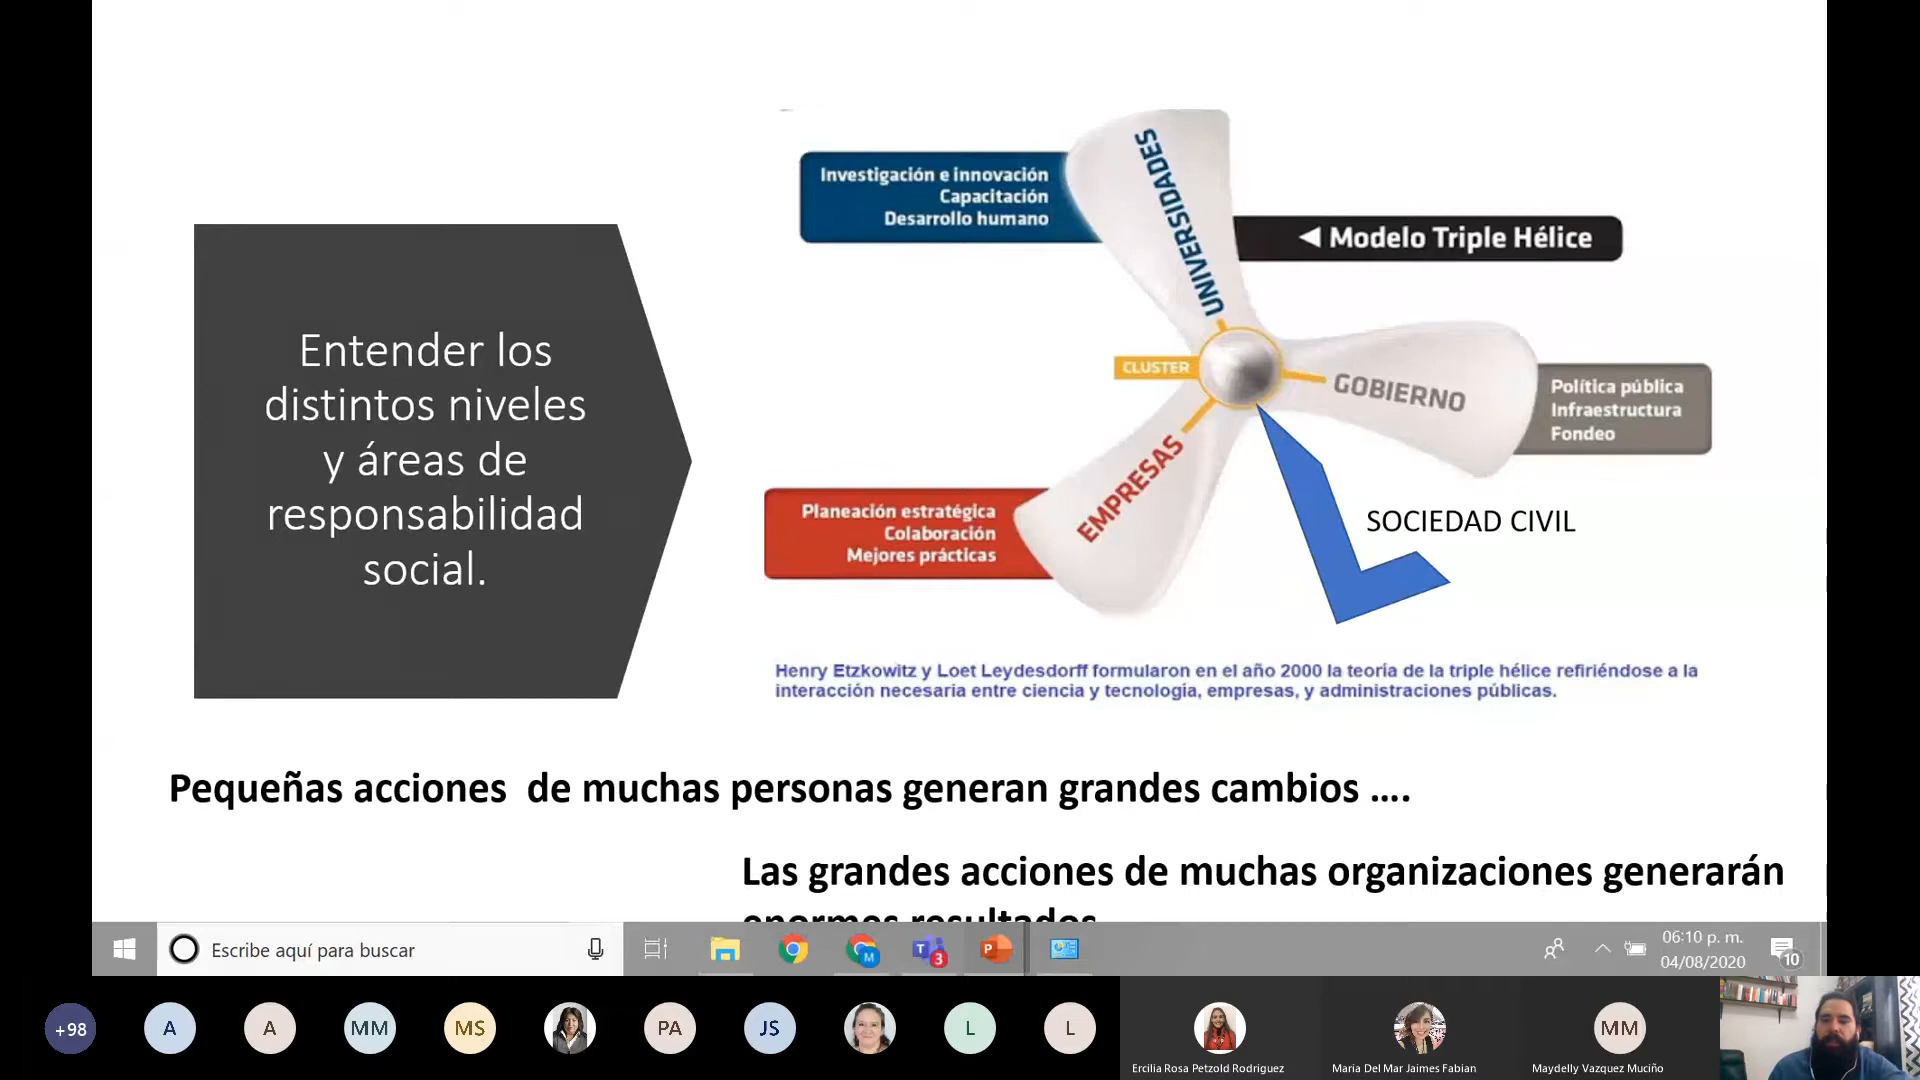 Investigación e innovación
Capacitación
Desarrollo humano
UNIVERSIDADES
◀ Modelo Triple Hélice
Entender los
distintos niveles
y áreas de
responsabilidad
social.
CLUSTER
GOBIERNO
Política pública
Infraestructura
Fondeo
EMPRESAS
Planeación estratégica
Colaboración
Mejores prácticas
SOCIEDAD CIVIL
Henry Etzkowitz y Loet Leydesdorff formularon en el año 2000 la teoría de la triple hélice refiriéndose a la
interacción necesaria entre ciencia y tecnología, empresas, y administraciones públicas.
Pequeñas acciones de muchas personas generan grandes cambios ....
Las grandes acciones de muchas organizaciones generarán
enormes resultados
Escribe aquí para buscar
M
T
3
P
06:10 p. m.
04/08/2020
10
+98
A
A
MM
MS
PA
JS
L
L
MM
Ercilia Rosa Petzold Rodriguez
Maria Del Mar Jaimes Fabian
Maydelly Vazquez Muciño